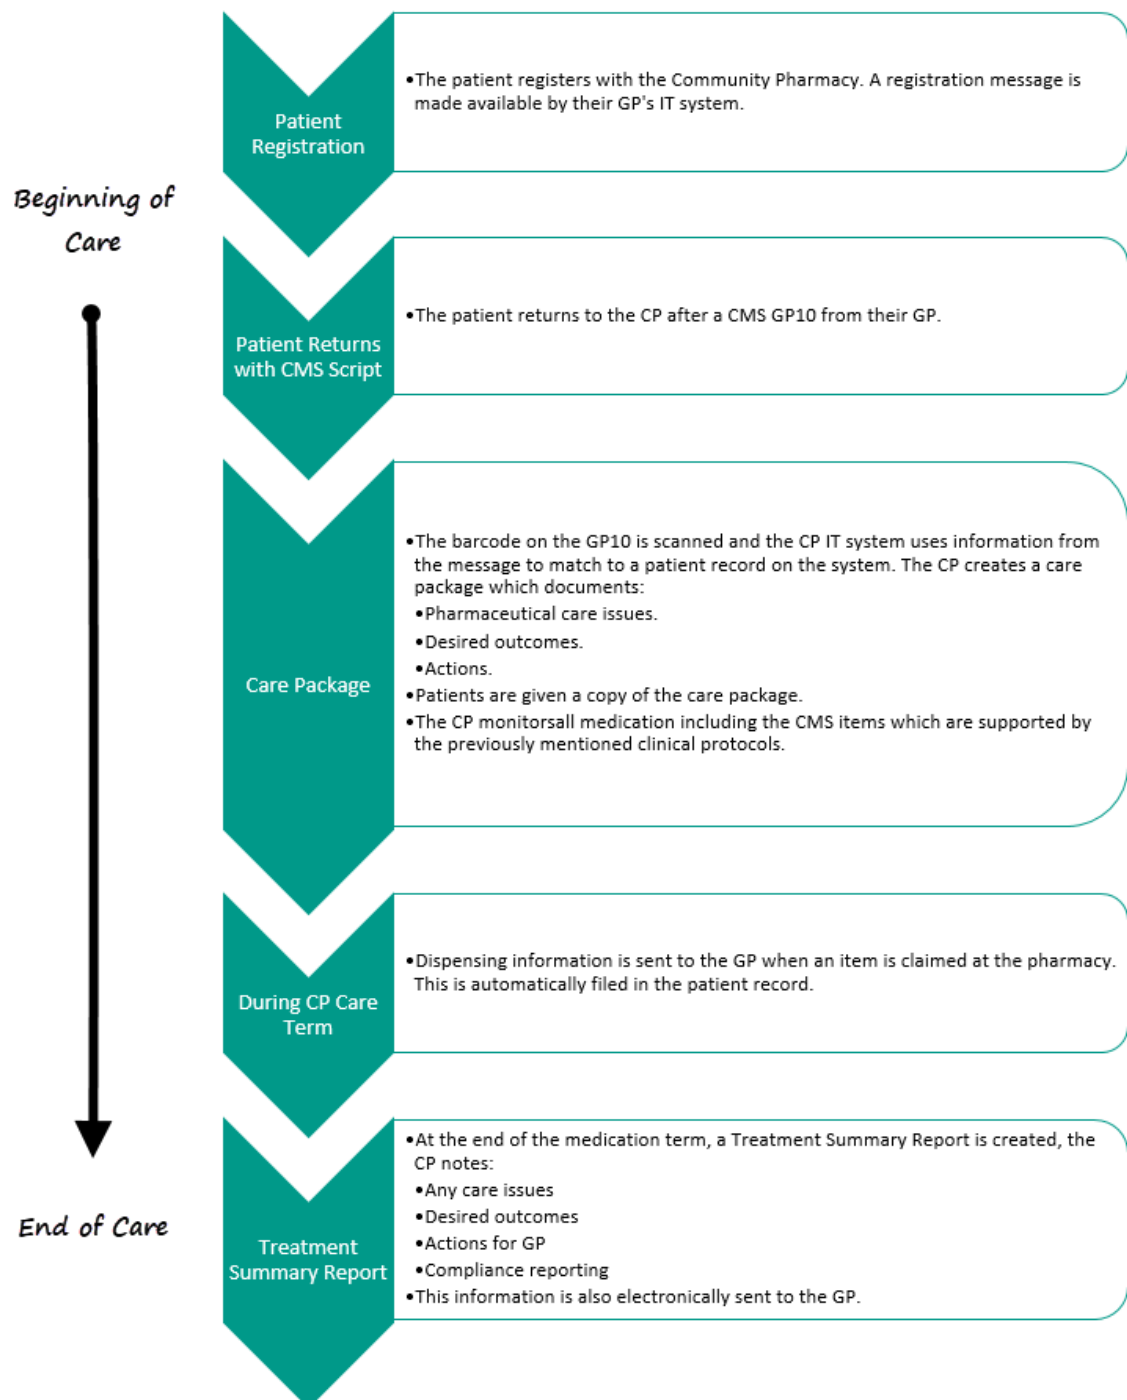 Patient
Registration
•The patient registers with the Community Pharmacy. A registration message is
made available by their GP's IT system.
Beginning of
Care
Patient Returns
with CMS Script
•The patient returns to the CP after a CMS GP10 from their GP.
Care Package
•The barcode on the GP10 is scanned and the CP IT system uses information from
the message to match to a patient record on the system. The CP creates a care
package which documents:
•Pharmaceutical care issues.
•Desired outcomes.
•Actions.
•Patients are given a copy of the care package.
•The CP monitorsall medication including the CMS items which are supported by
the previously mentioned clinical protocols.
During CP Care
Term
•Dispensing information is sent to the GP when an item is claimed at the pharmacy.
This is automatically filed in the patient record.
End of Care
Treatment
Summary Report
•At the end of the medication term, a Treatment Summary Report is created, the
CP notes:
•Any care issues
•Desired outcomes
•Actions for GP
•Compliance reporting
•This information is also electronically sent to the GP.